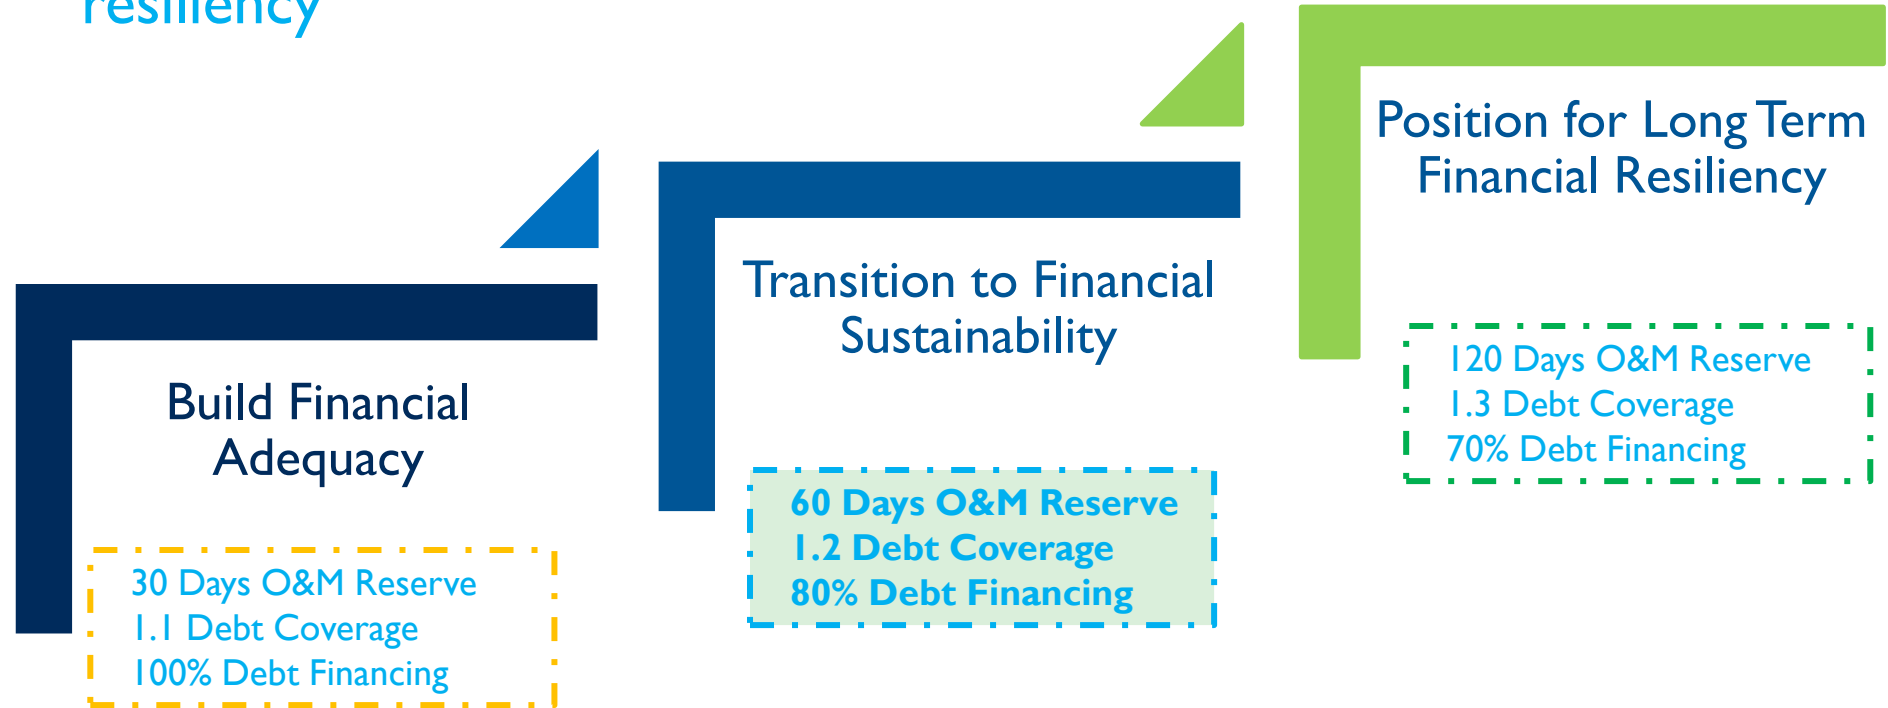 resiliency
Build Financial
Adequacy
30 Days O&M Reserve
1.1 Debt Coverage
100% Debt Financing
Transition to Financial
Sustainability
60 Days O&M Reserve
1.2 Debt Coverage
80% Debt Financing
Position for Long Term
Financial Resiliency
120 Days O&M Reserve
1.3 Debt Coverage
70% Debt Financing